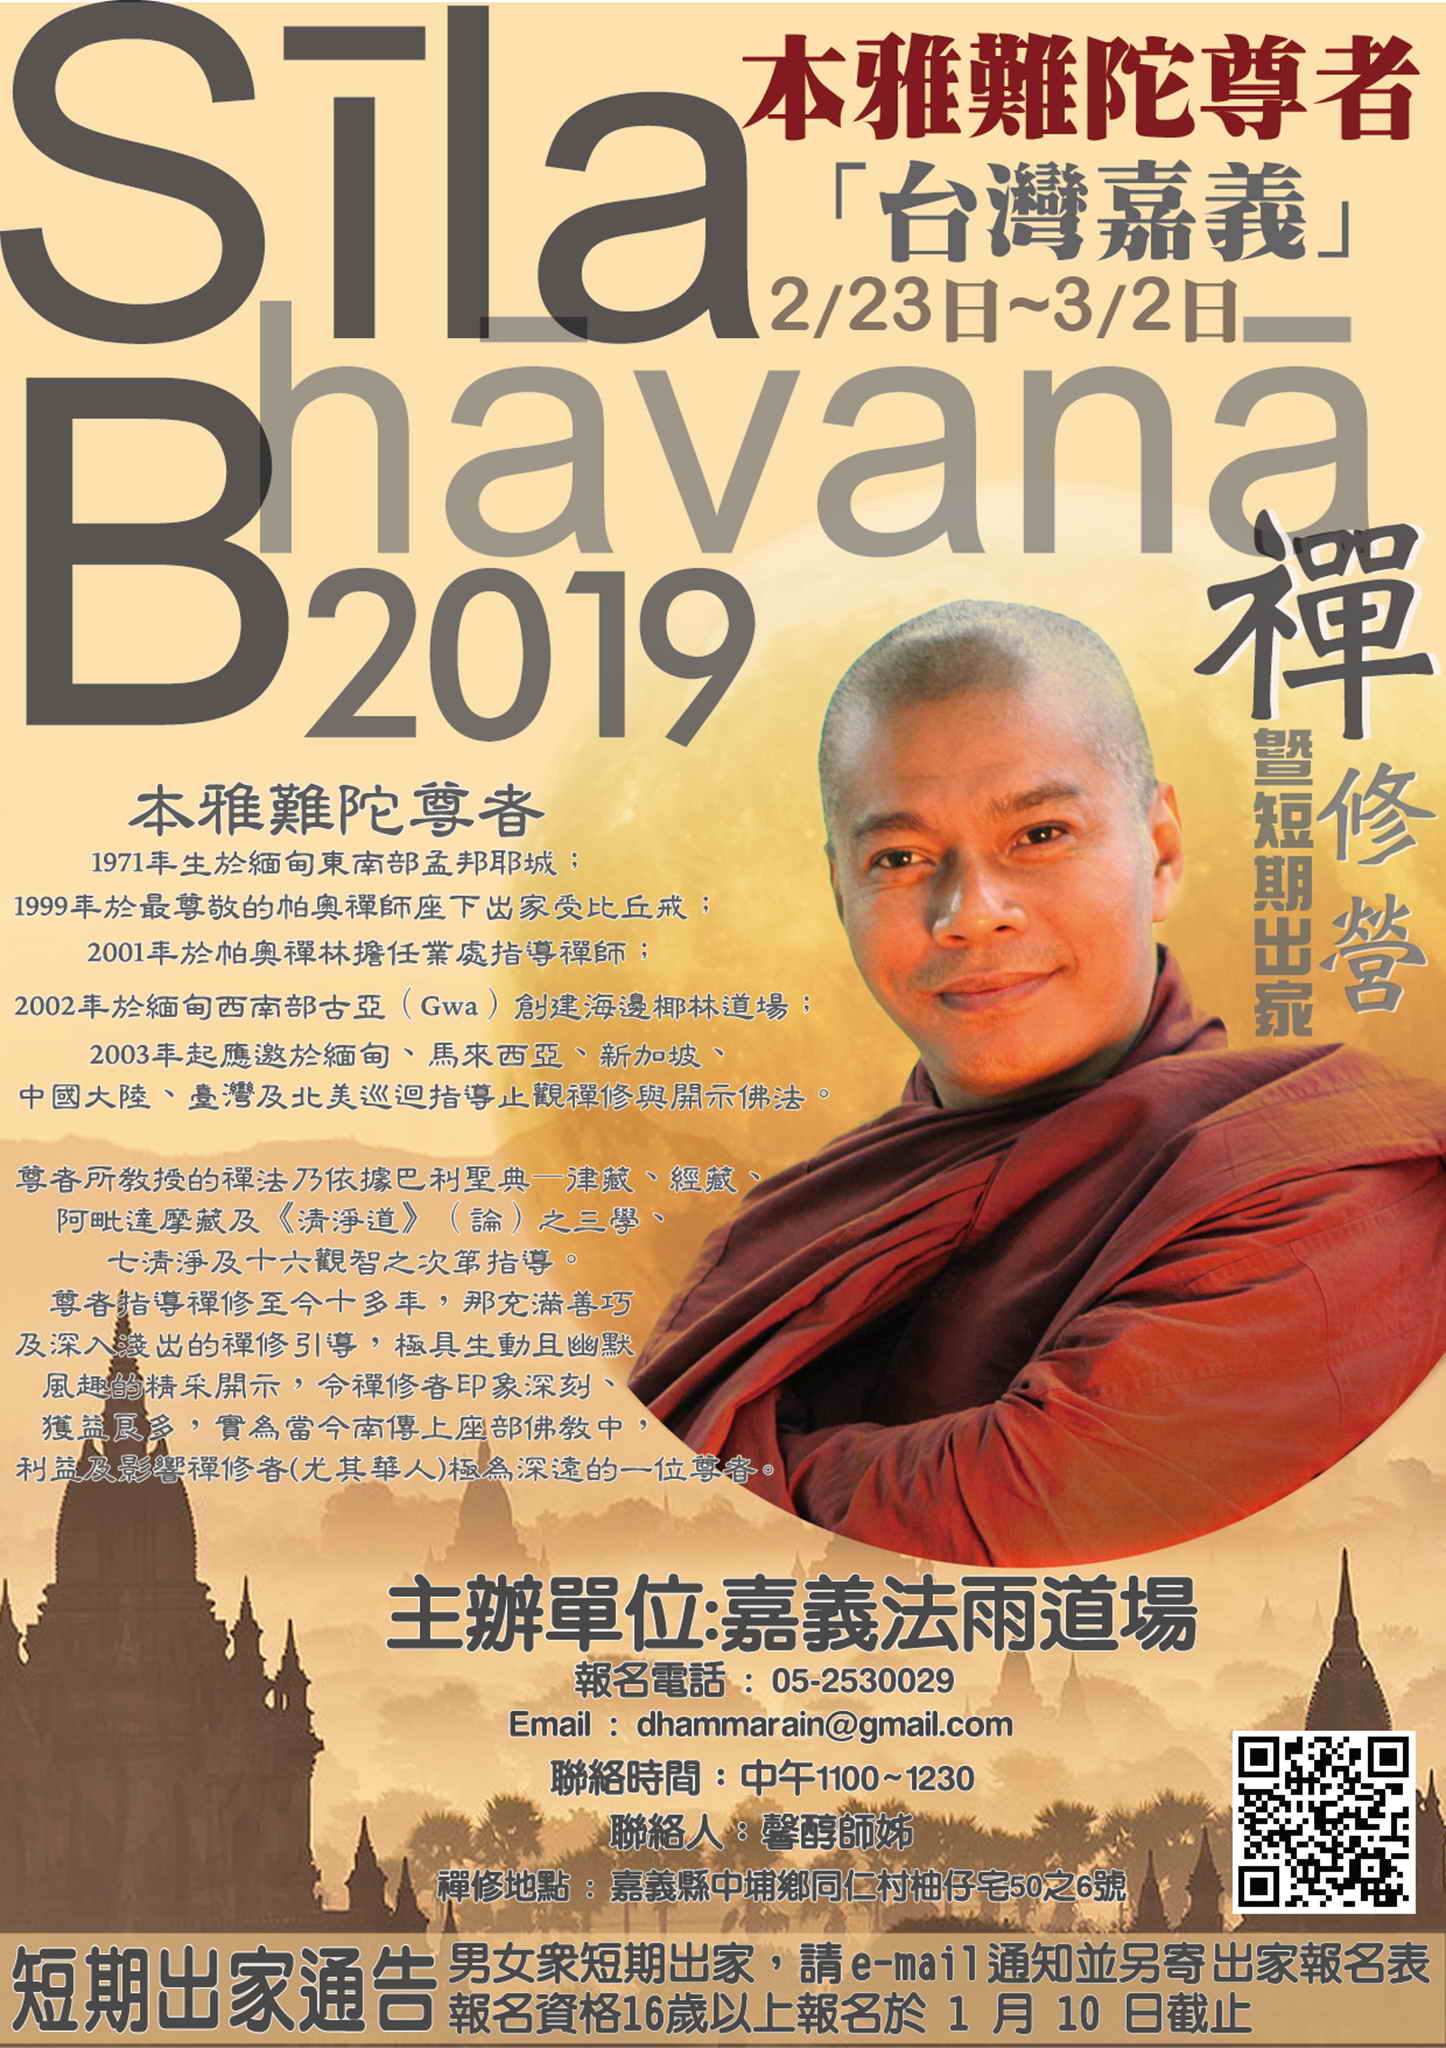 Sīla
Bhāvanā
2019
本雅難陀尊者
「台灣嘉義」
2/23日~3/2日
禪修營
暨短期出家
本雅難陀尊者
1971年生於緬甸東南部孟邦耶城；
1999年於最尊敬的帕奧禪師座下出家受比丘戒；
2001年於帕奧禪林擔任業處指導禪師；
2002年於緬甸西南部古亞（Gwa）創建海邊椰林道場；
2003年起應邀於緬甸、馬來西亞、新加坡、
中國大陸、臺灣及北美巡迴指導止觀禪修與開示佛法。
尊者所教授的禪法乃依據巴利聖典—律藏、經藏、
阿毗達摩藏及《清淨道》（論）之三學、
七清淨及十六觀智之次第指導。
尊者指導禪修至今十多年，那充滿善巧
及深入淺出的禪修引導，極具生動且幽默
風趣的精采開示，令禪修者印象深刻、
獲益良多，實為當今南傳上座部佛教中，
利益及影響禪修者(尤其華人)極為深遠的一位尊者。
主辦單位:嘉義法雨道場
報名電話 : 05-2530029
Email : dhammarain@gmail.com
聯絡時間：中午1100~1230
聯絡人：馨醇師姊
禪修地點 : 嘉義縣中埔鄉同仁村柚仔宅50之6號
短期出家通告
男女眾短期出家，請e-mail通知並另寄出家報名表
報名資格16歲以上報名於 1 月 10 日截止